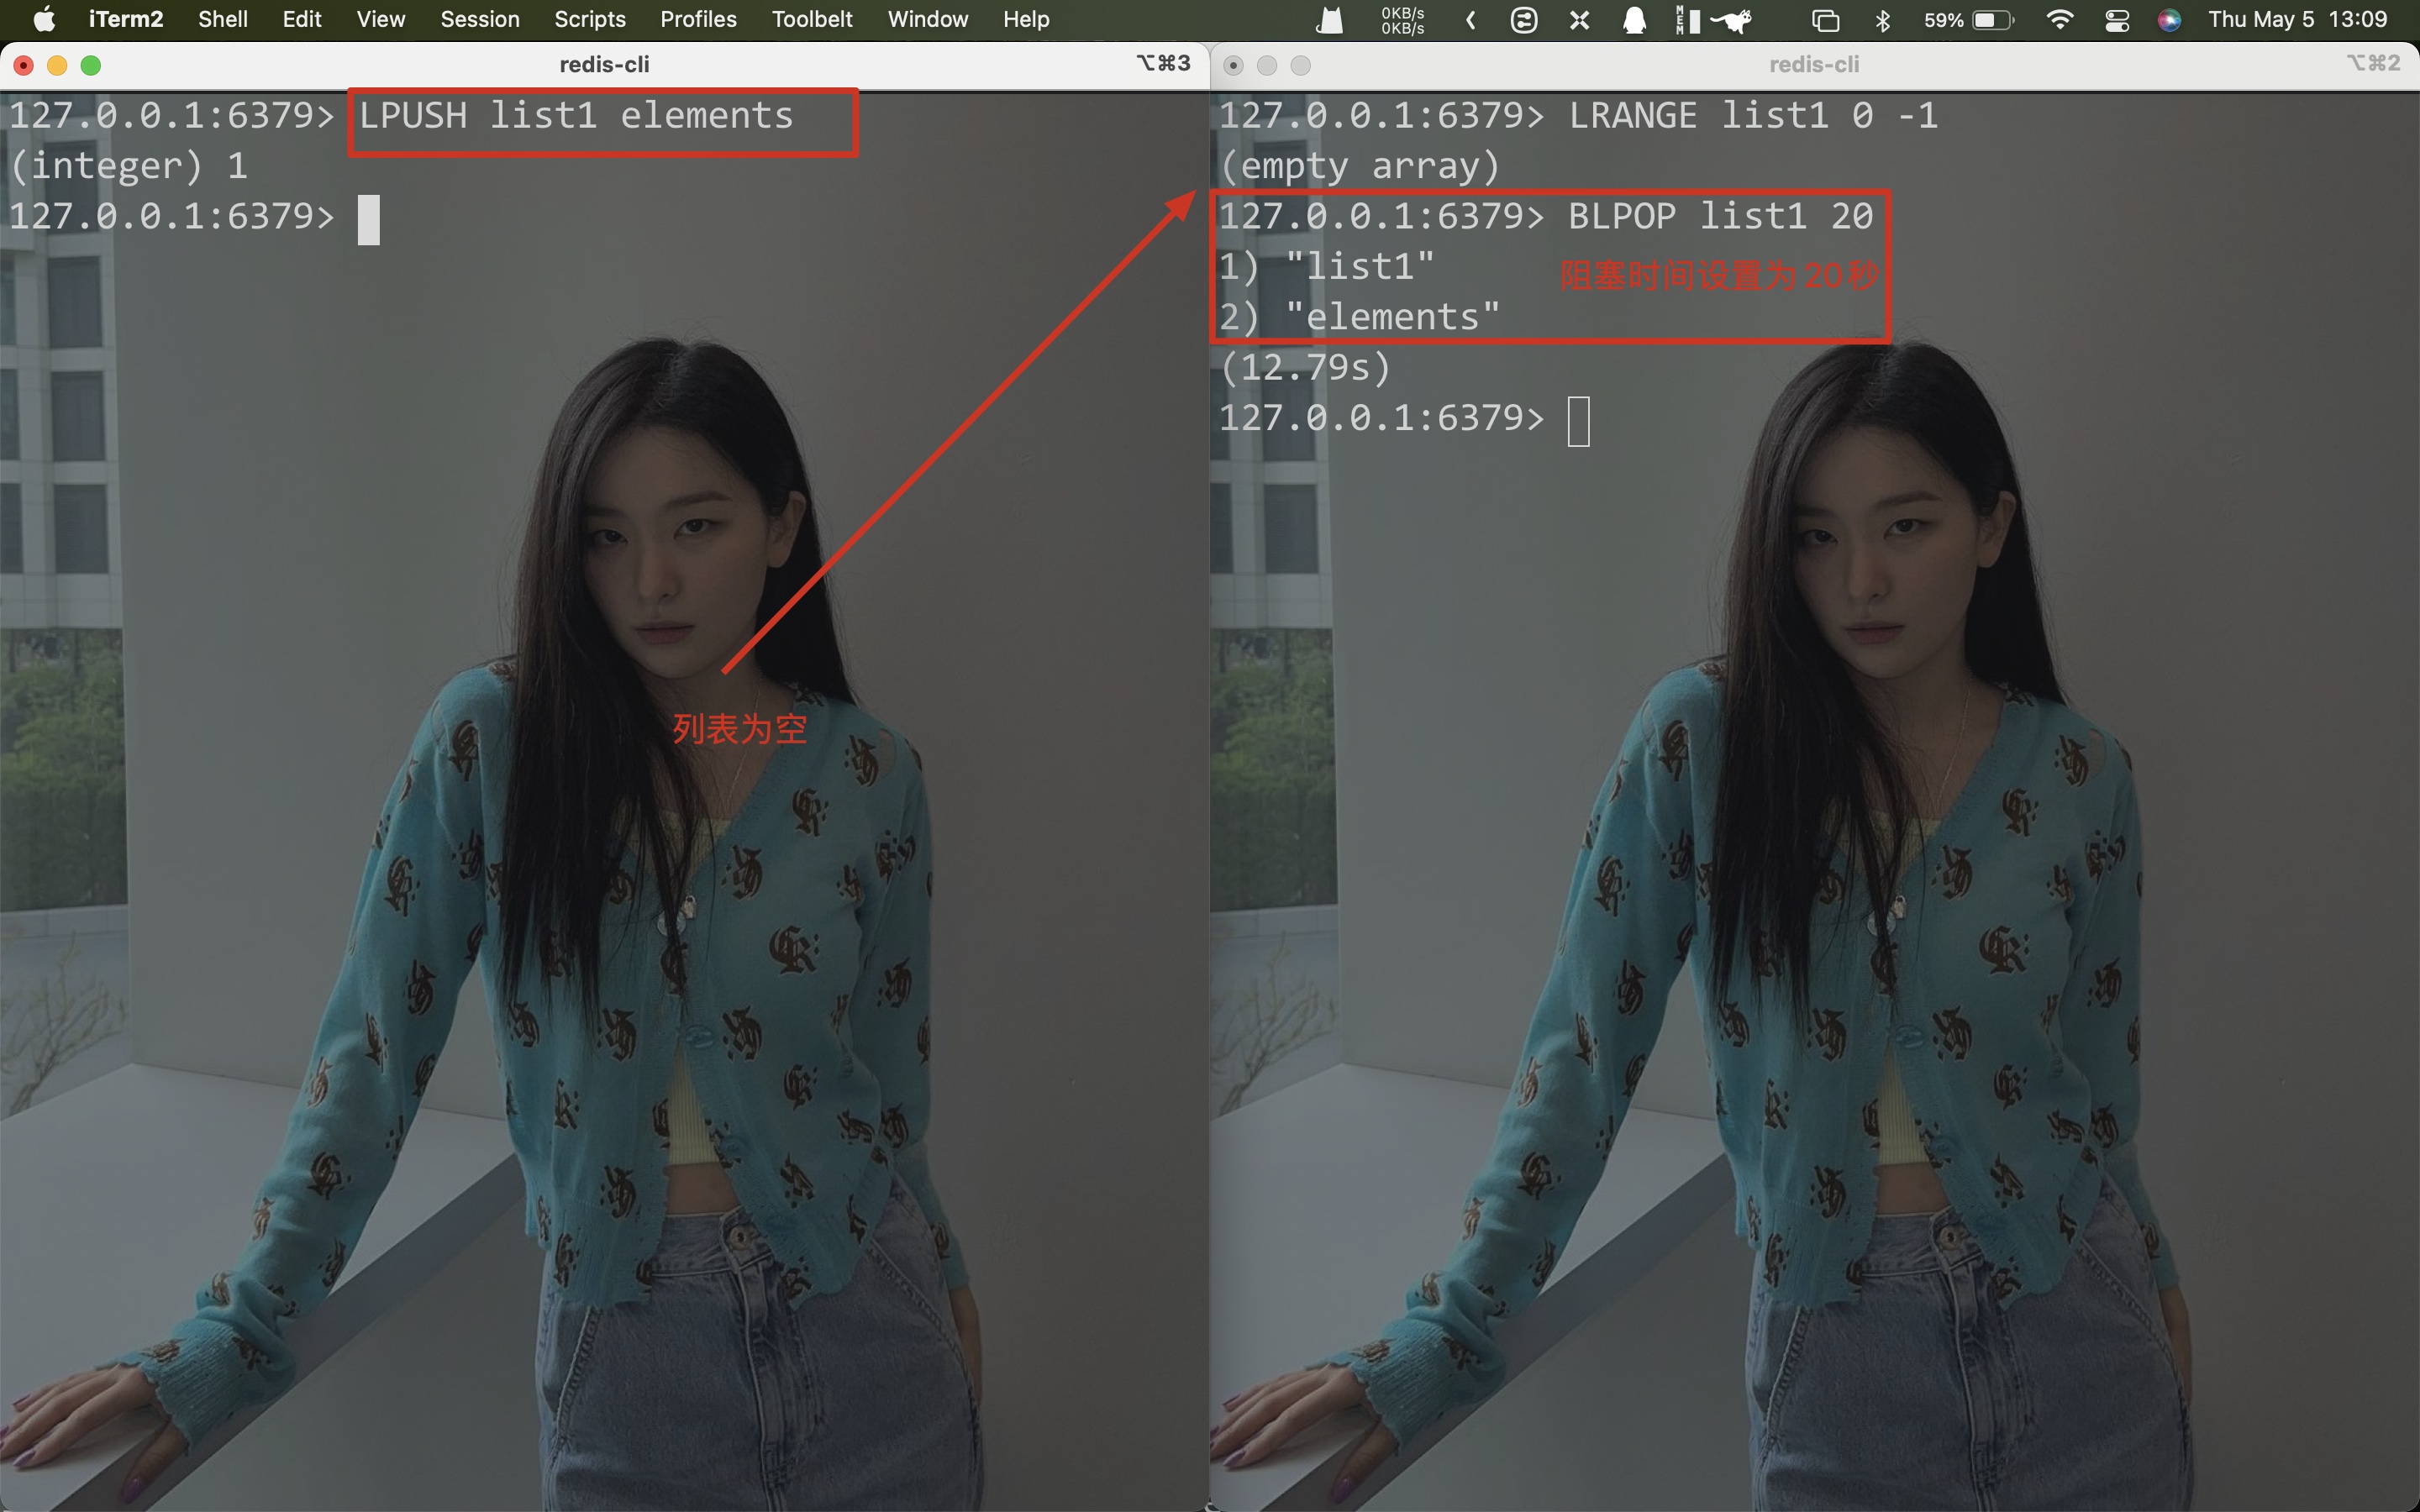 iTerm2 Shell Edit View Session Scripts Profiles Toolbelt Window Help 0KB/s 59% Thu May 5 13:09
0KB/s
MEM
redis-cli ⌥⌘3
127.0.0.1:6379> LPUSH list1 elements
(integer) 1
127.0.0.1:6379>
列表为空
redis-cli ⌥⌘2
127.0.0.1:6379> LRANGE list1 0 -1
(empty array)
127.0.0.1:6379> BLPOP list1 20
1) "list1"
阻塞时间设置为20秒
2) "elements"
(12.79s)
127.0.0.1:6379>